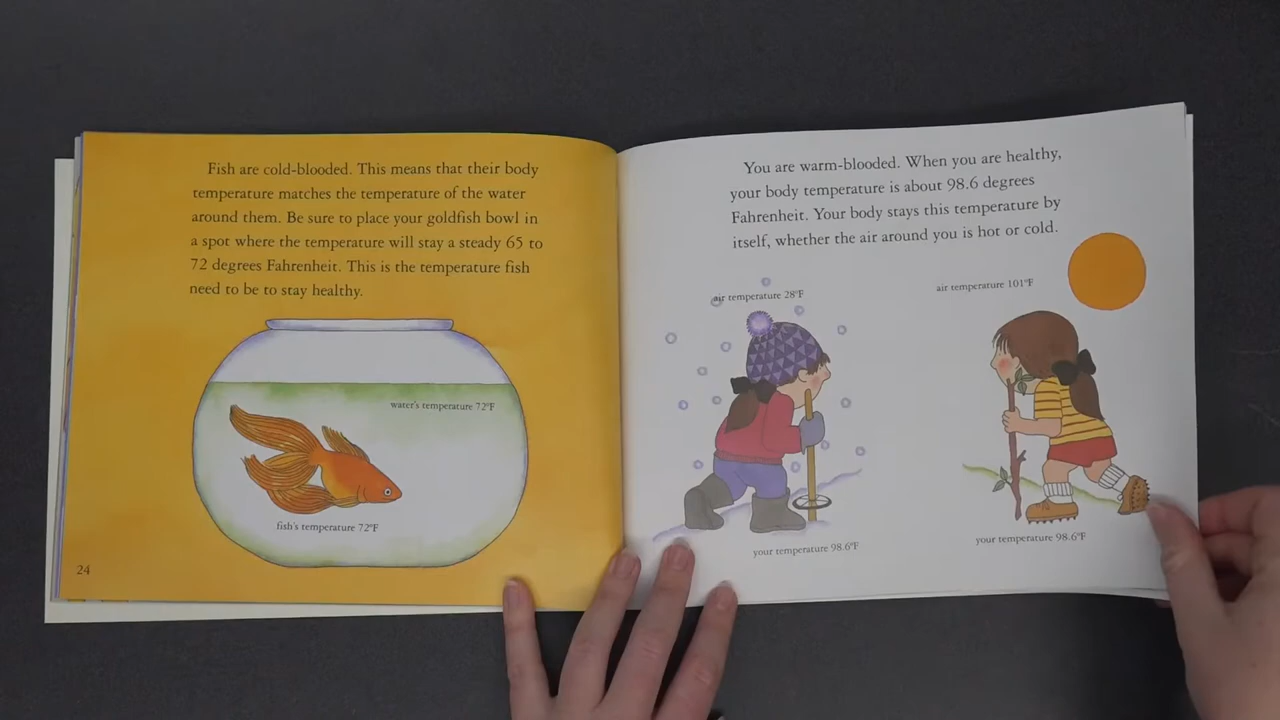 Fish are cold-blooded. This means that their body
temperature matches the temperature of the water
around them. Be sure to place your goldfish bowl in
a spot where the temperature will stay a steady 65 to
72 degrees Fahrenheit. This is the temperature fish
need to be to stay healthy.
water's temperature 72°F
fish's temperature 72°F
24
You are warm-blooded. When you are healthy,
your body temperature is about 98.6 degrees
Fahrenheit. Your body stays this temperature by
itself, whether the air around you is hot or cold.
air temperature 28°F
air temperature 101°F
your temperature 98.6°F
your temperature 98.6°F